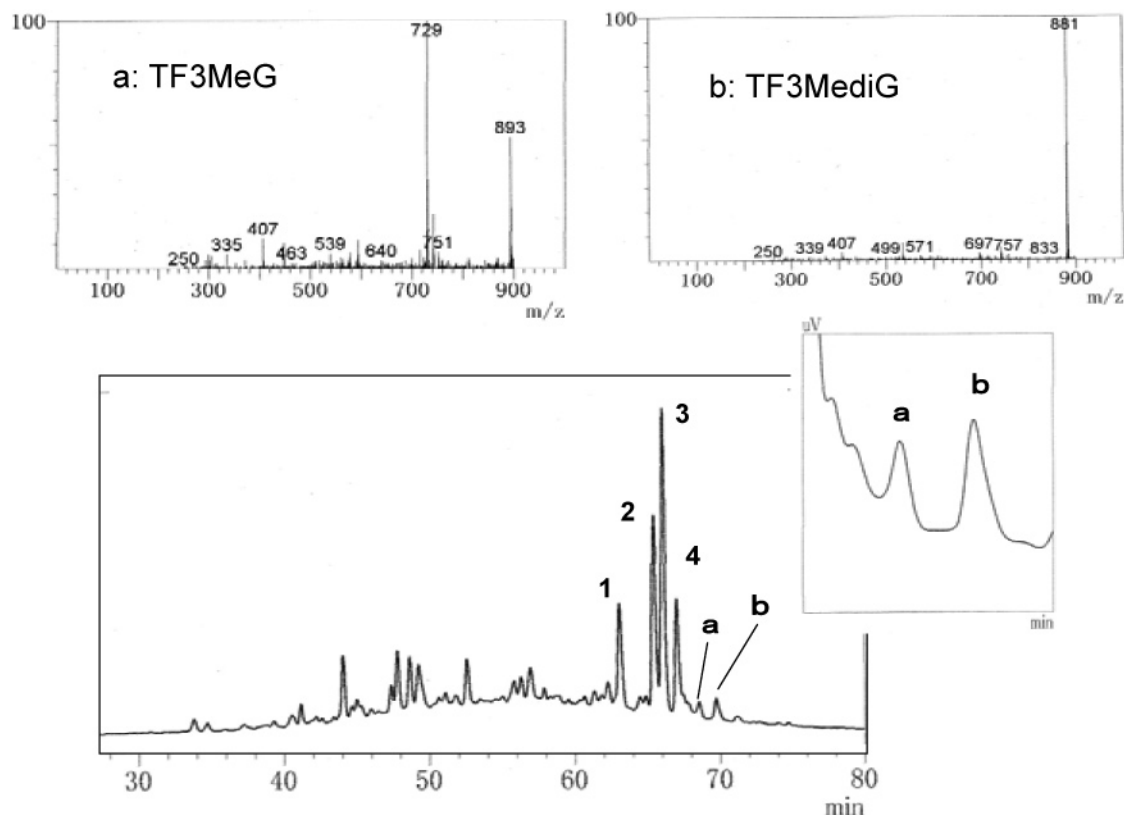 100
729
a: TF3MeG
893
407
335
539
250
463
640
751
100 300 500 700 900
m/z
100
881
b: TF3MediG
250 339 407 499 571 697 757 833
100 300 500 700 900
m/z
uV
a
b
min
3
2
4
1
a
b
30 40 50 60 70 80
min